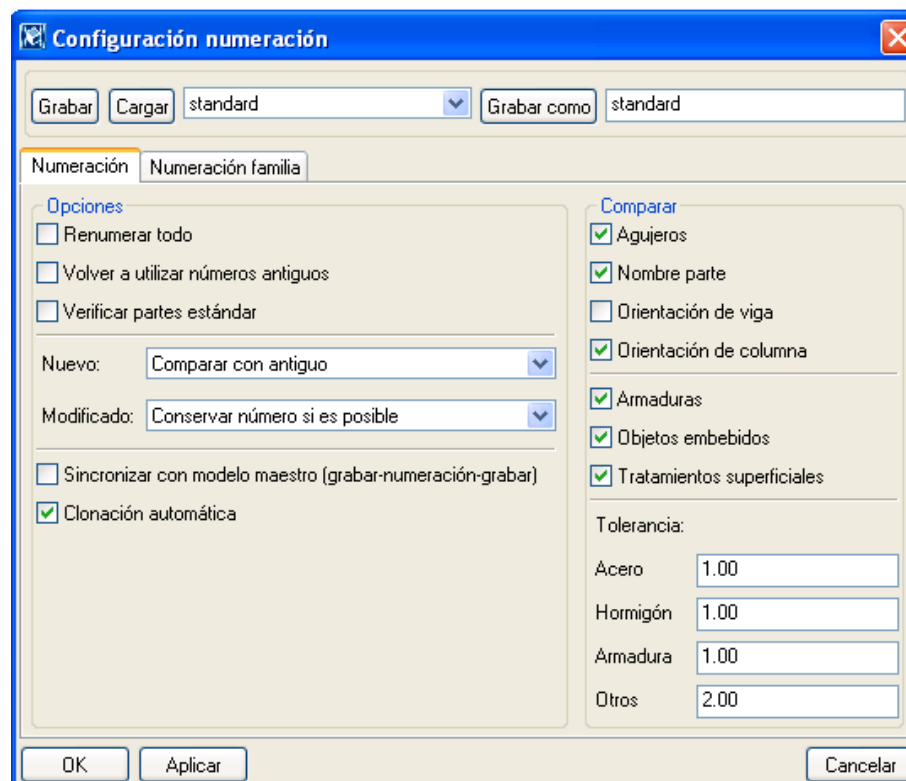 Configuración numeración
Grabar Cargar standard Grabar como standard
Numeración Numeración familia
Opciones
Renumerar todo
Volver a utilizar números antiguos
Verificar partes estándar
Nuevo: Comparar con antiguo
Modificado: Conservar número si es posible
Sincronizar con modelo maestro (grabar-numeración-grabar)
Clonación automática
Comparar
Agujeros
Nombre parte
Orientación de viga
Orientación de columna
Armaduras
Objetos embebidos
Tratamientos superficiales
Tolerancia:
Acero 1.00
Hormigón 1.00
Armadura 1.00
Otros 2.00
OK Aplicar Cancelar